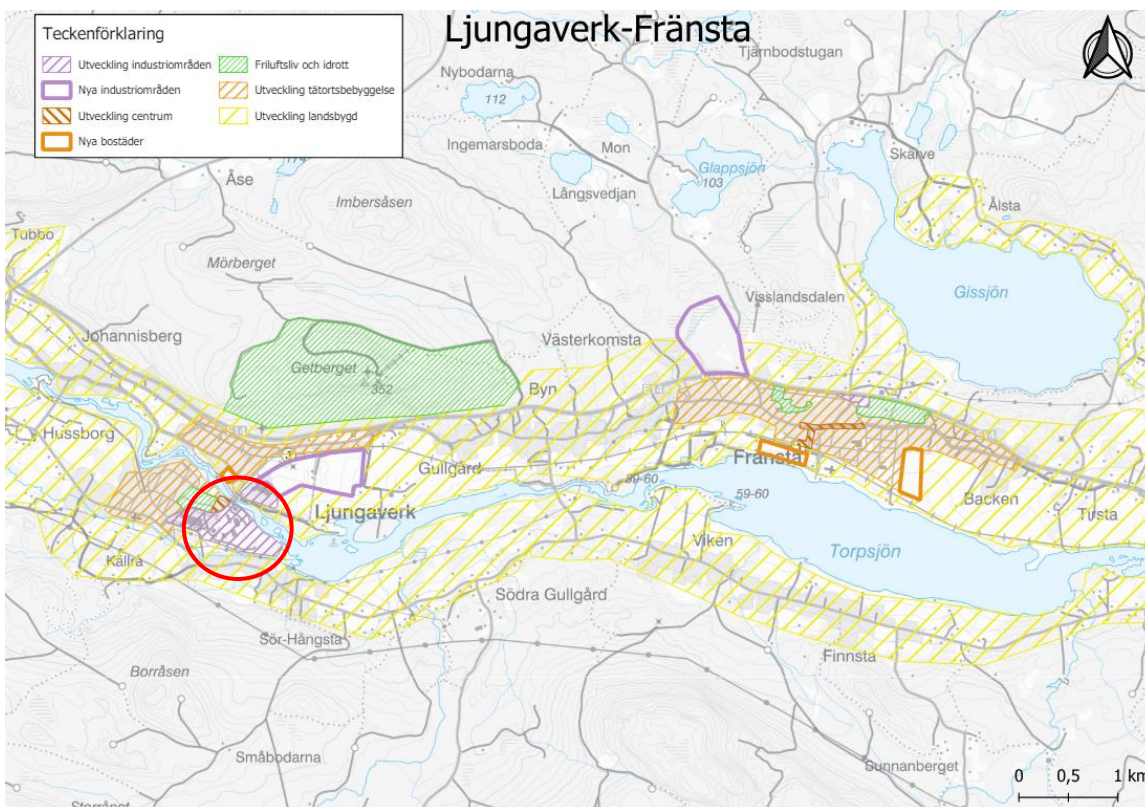 Ljungaverk-Fränsta
Teckenförklaring
Utveckling industriområden
Friluftsliv och idrott
Nya industriområden
Utveckling tätortsbebyggelse
Utveckling centrum
Utveckling landsbygd
Nya bostäder
Tjärnbodstugan
Nybodarna
112
Ingemarsboda
Mon
Skarve
Glappsjön
103
Åse
Långsvedjan
Imbersåsen
Ålsta
Tubbo
Mörberget
Gissjön
Visslandsdalen
Johannisberg
Västerkomsta
Getberget
352
Byn
Hussborg
Gullgård
Fränsta
59-60
59-60
Backen
Ljungaverk
Tirsta
Viken
Torpsjön
Källra
Södra Gullgård
Sör-Hångsta
Finnsta
Borråsen
Småbodarna
Sunnanberget
0 0,5 1 km